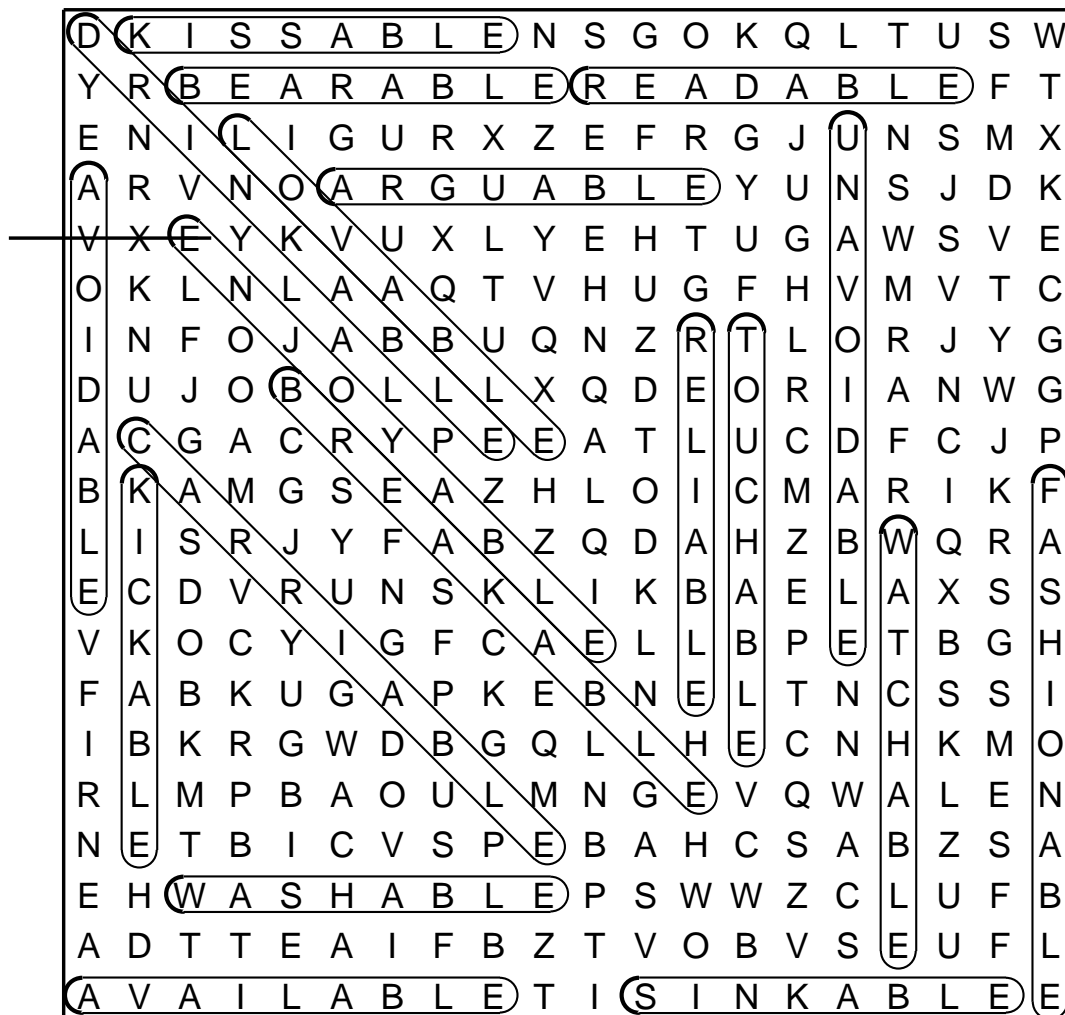 D K I S S A B L E N S G O K Q L T U S W
Y R B E A R A B L E R E A D A B L E F T
E N I L I G U R X Z E F R G J U N S M X
A R V N O A R G U A B L E Y U N S J D K
V X E Y K V U X L Y E H T U G A W S V E
O K L N L A A Q T V H U G F H V M V T C
I N F O J A B B U Q N Z R T L O R J Y G
D U J O B O L L L X Q D E O R I A N W G
A C G A C R Y P E E A T L U C D F C J P
B K A M G S E A Z H L O I C M A R I K F
L I S R J Y F A B Z Q D A H Z B W Q R A
E C D V R U N S K L I K B A E L A X S S
V K O C Y I G F C A E L L B P E T B G H
F A B K U G A P K E B N E L T N C S S I
I B K R G W D B G Q L L H E C N H K M O
R L M P B A O U L M N G E V Q W A L E N
N E T B I C V S P E B A H C S A B Z S A
E H W A S H A B L E P S W W Z C L U F B
A D T T E A I F B Z T V O B V S E U F L
A V A I L A B L E T I S I N K A B L E E